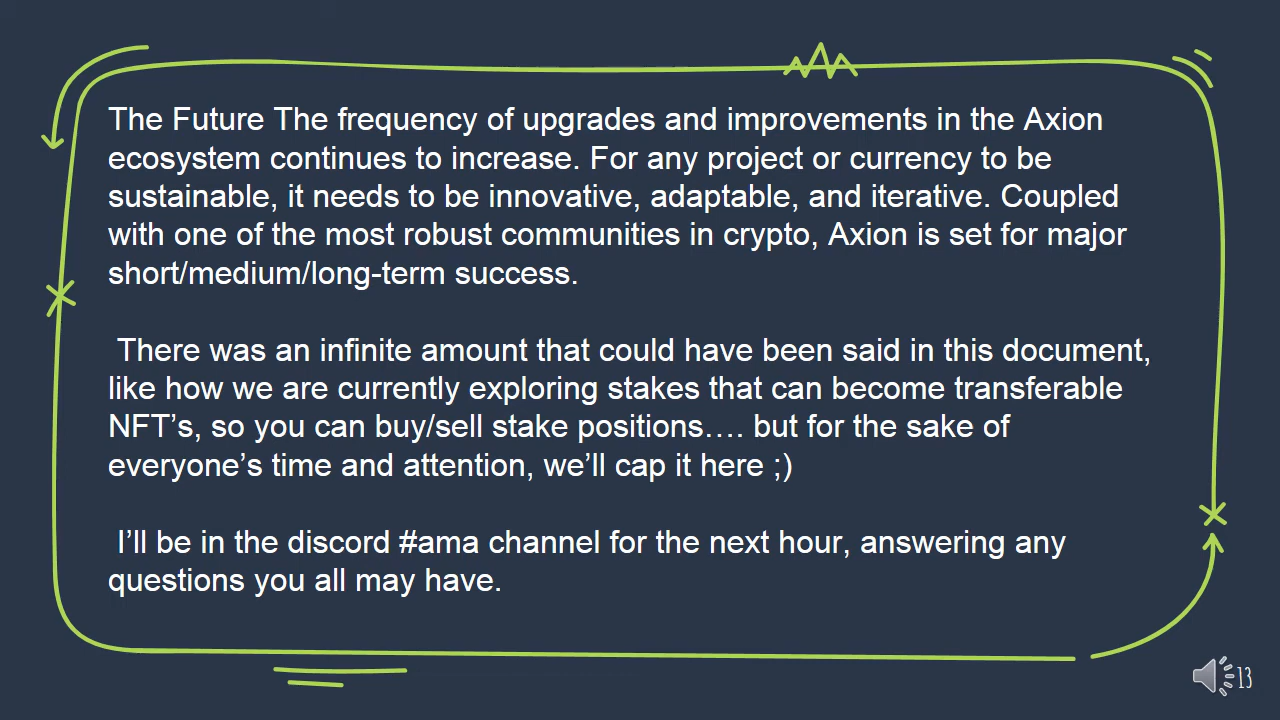 The Future The frequency of upgrades and improvements in the Axion
ecosystem continues to increase. For any project or currency to be
sustainable, it needs to be innovative, adaptable, and iterative. Coupled
with one of the most robust communities in crypto, Axion is set for major
short/medium/long-term success.
There was an infinite amount that could have been said in this document,
like how we are currently exploring stakes that can become transferable
NFT’s, so you can buy/sell stake positions…. but for the sake of
everyone’s time and attention, we’ll cap it here ;)
I’ll be in the discord #ama channel for the next hour, answering any
questions you all may have.
13